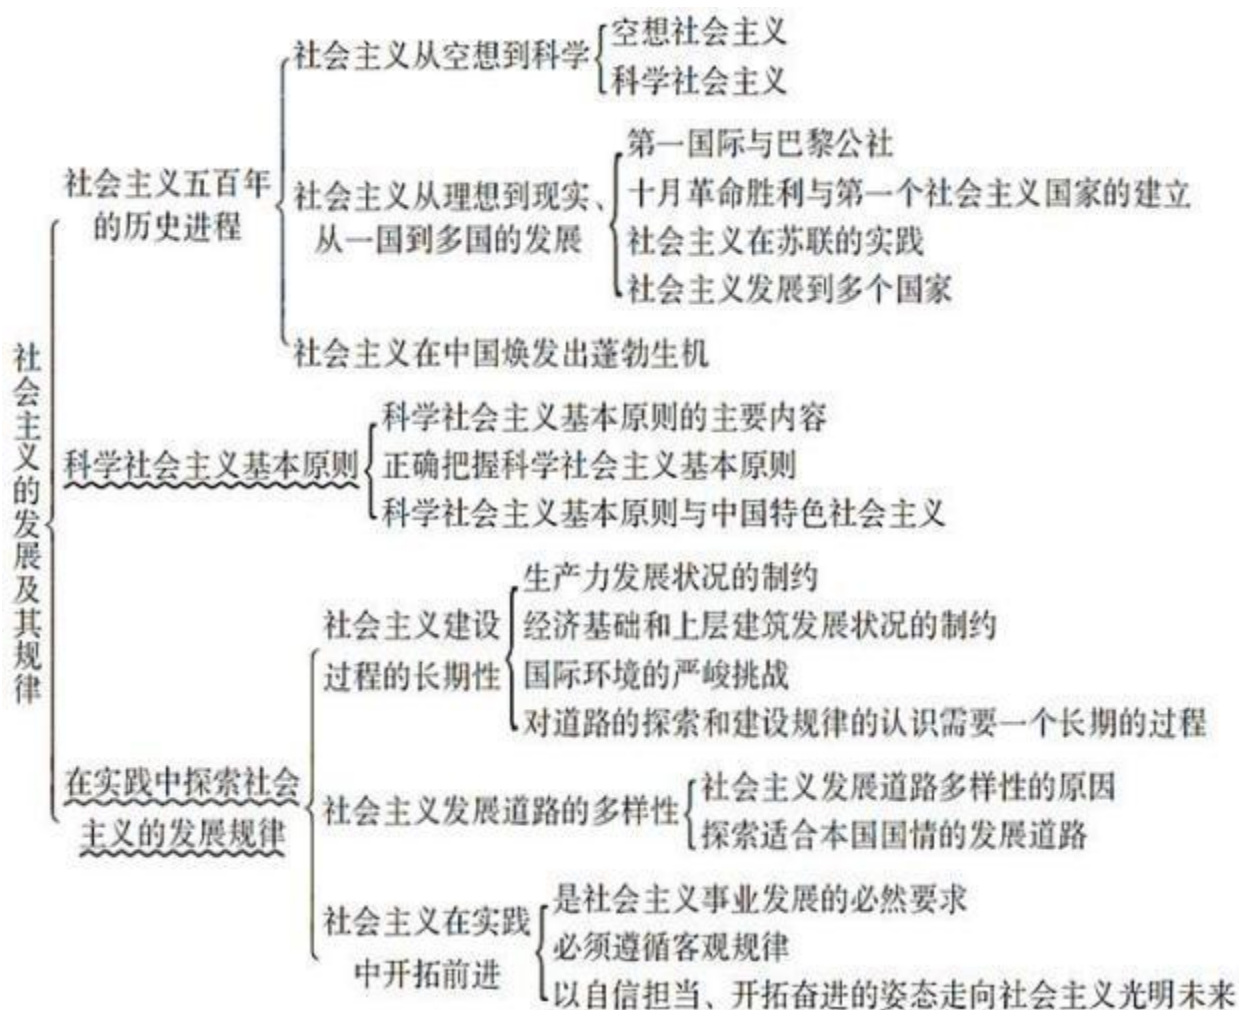 社会主义的发展及其规律
社会主义五百年
的历史进程
社会主义从空想到科学
空想社会主义
科学社会主义
社会主义从理想到现实、
从一国到多国的发展
第一国际与巴黎公社
十月革命胜利与第一个社会主义国家的建立
社会主义在苏联的实践
社会主义发展到多个国家
社会主义在中国焕发出蓬勃生机
科学社会主义基本原则
科学社会主义基本原则的主要内容
正确把握科学社会主义基本原则
科学社会主义基本原则与中国特色社会主义
在实践中探索社会
主义的发展规律
社会主义建设
过程的长期性
生产力发展状况的制约
经济基础和上层建筑发展状况的制约
国际环境的严峻挑战
对道路的探索和建设规律的认识需要一个长期的过程
社会主义发展道路的多样性
社会主义发展道路多样性的原因
探索适合本国国情的发展道路
社会主义在实践
中开拓前进
是社会主义事业发展的必然要求
必须遵循客观规律
以自信担当、开拓奋进的姿态走向社会主义光明未来